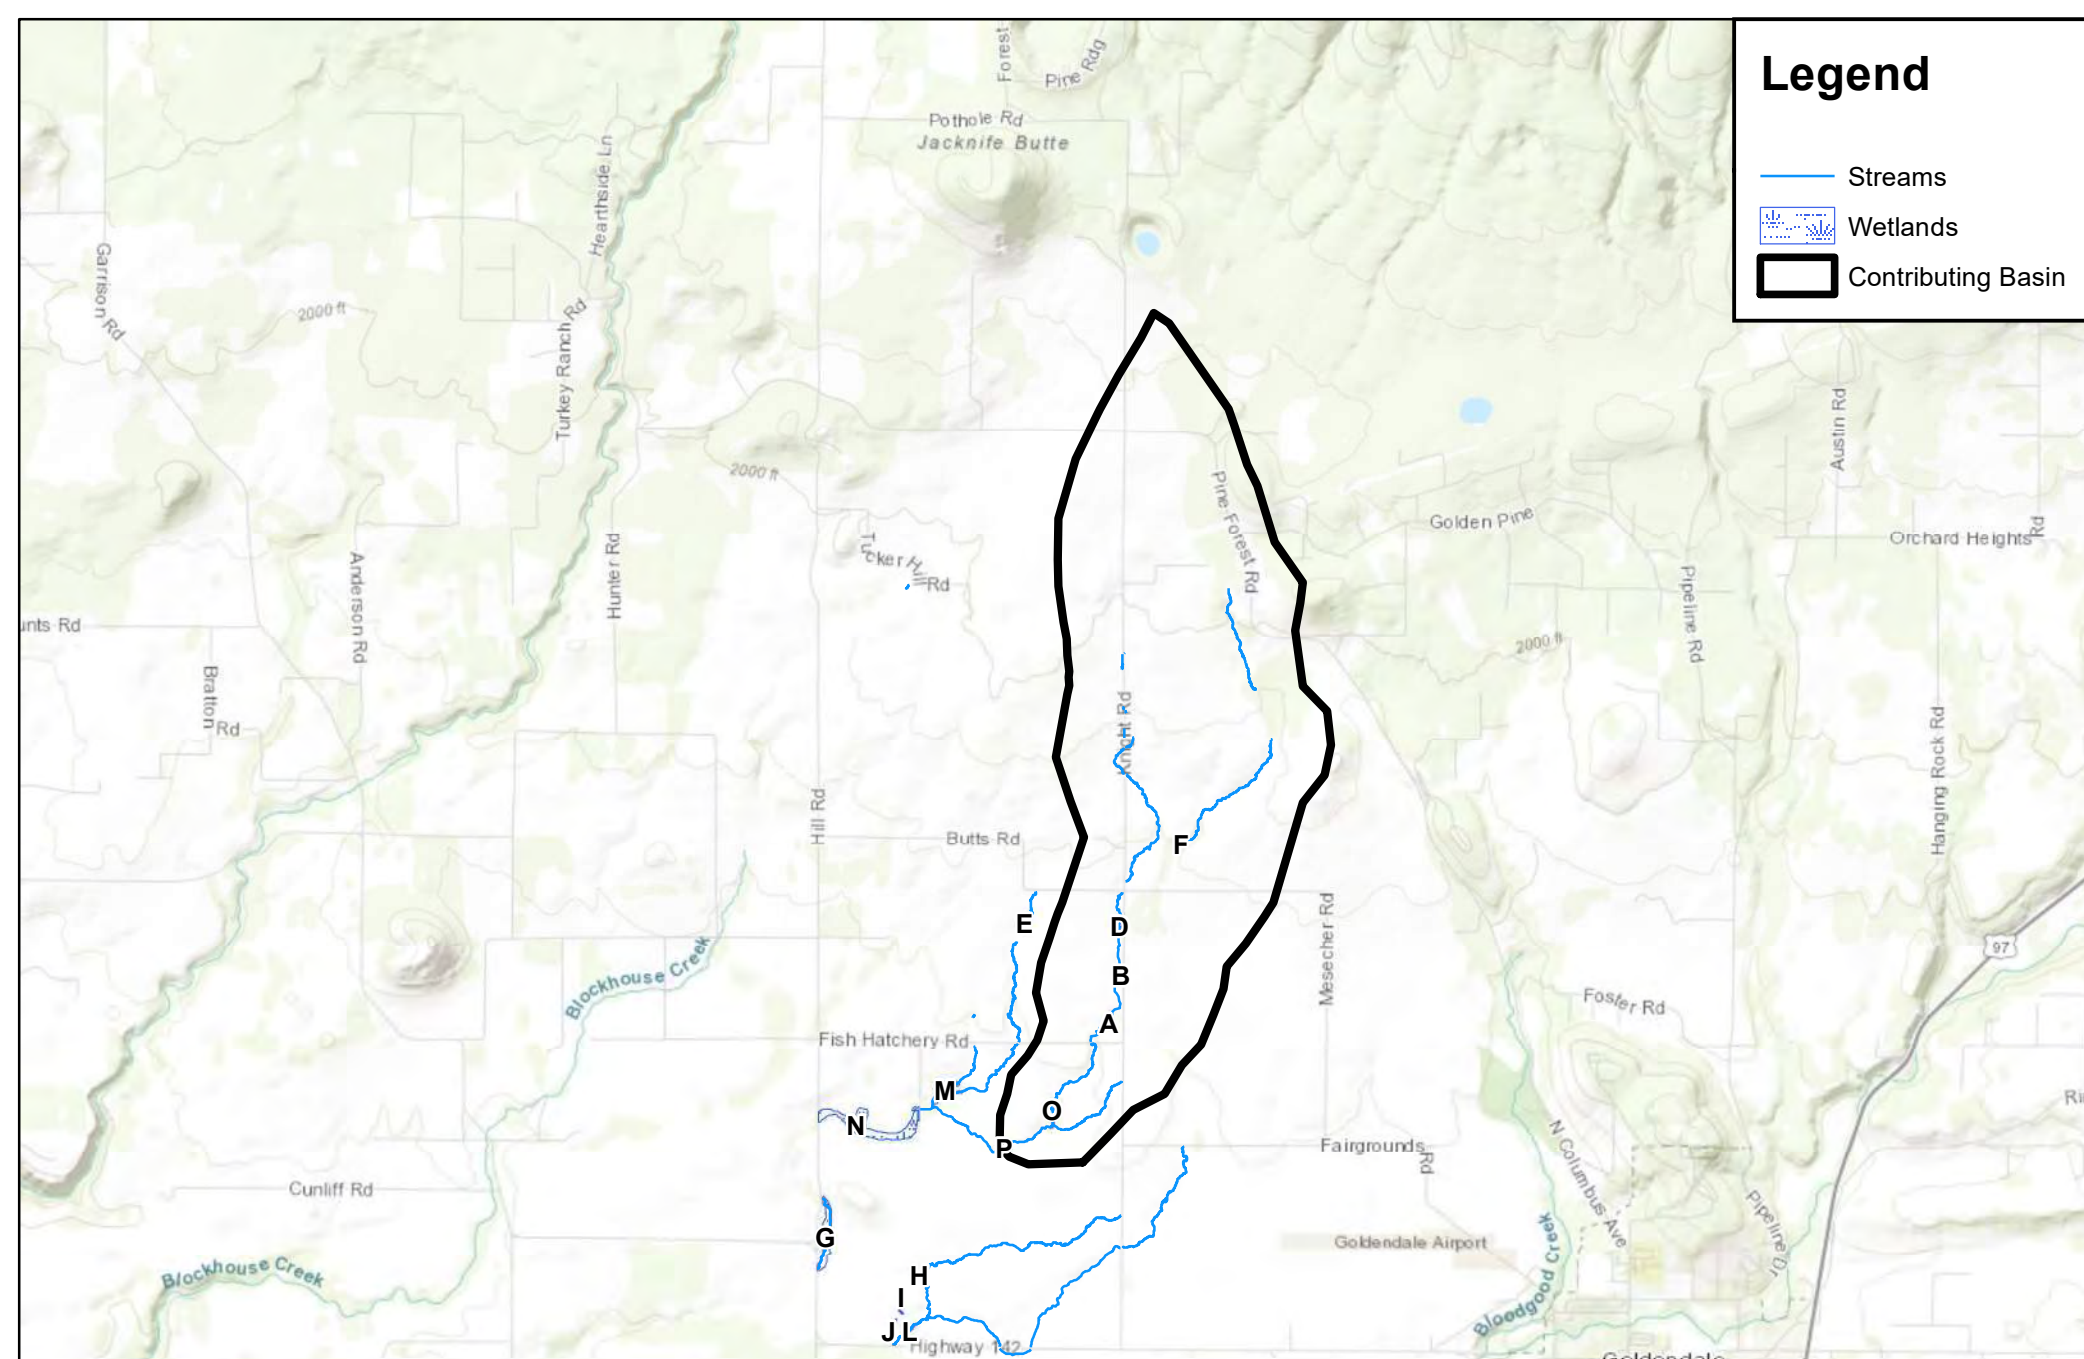 Legend
Streams
Wetlands
Contributing Basin
Forest
Pine Rdg
Pothole Rd
Jacknife Butte
Hearthside Ln
Garrison Rd
2000 ft
Turkey Ranch Rd
2000 ft
Austin Rd
Golden Pine
Orchard Heights Rd
Pine Forest Rd
Tucker Hill Rd
Hunter Rd
Anderson Rd
Pipeline Rd
unts Rd
2000 ft
Bratton Rd
Knight Rd
Hanging Rock Rd
Hill Rd
Butts Rd
F
E
D
Mesecher Rd
97
B
Blockhouse Creek
Foster Rd
A
Fish Hatchery Rd
M
O
N
P
Fairgrounds Rd
N Columbus Ave
Cunliff Rd
Pipeline Dr
G
Goldendale Airport
Blockhouse Creek
H
Bloodgood Creek
I
J L
Highway 142
Goldendale